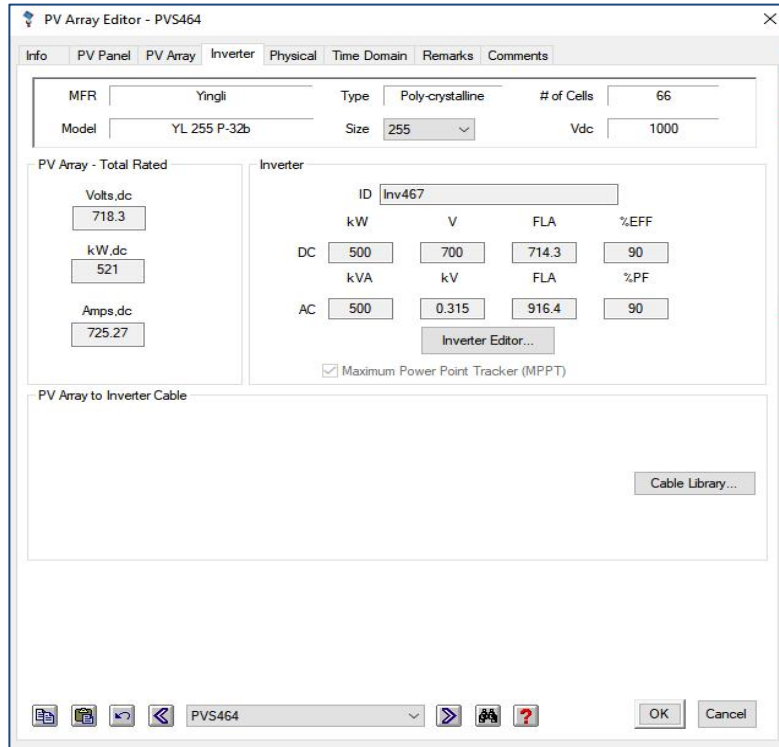 PV Array Editor - PVS464
Info PV Panel PV Array Inverter Physical Time Domain Remarks Comments
MFR Yingli Type Poly-crystalline # of Cells 66
Model YL 255 P-32b Size 255 Vdc 1000
PV Array - Total Rated
Volts,dc
718.3
kW,dc
521
Amps,dc
725.27
Inverter
ID Inv467
kW V FLA %EFF
DC 500 700 714.3 90
kVA kV FLA %PF
AC 500 0.315 916.4 90
Inverter Editor...
Maximum Power Point Tracker (MPPT)
PV Array to Inverter Cable
Cable Library...
PVS464 ? OK Cancel